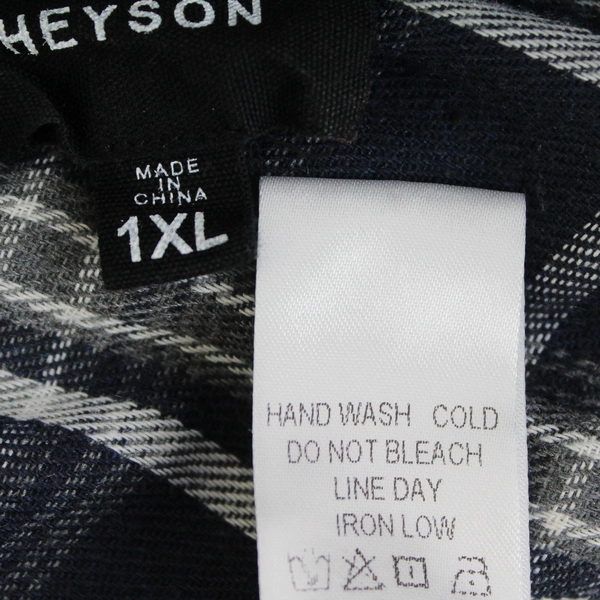 HEYSON
MADE
IN
CHINA
1XL
HAND WASH COLD
DO NOT BLEACH
LINE DAY
IRON LOW